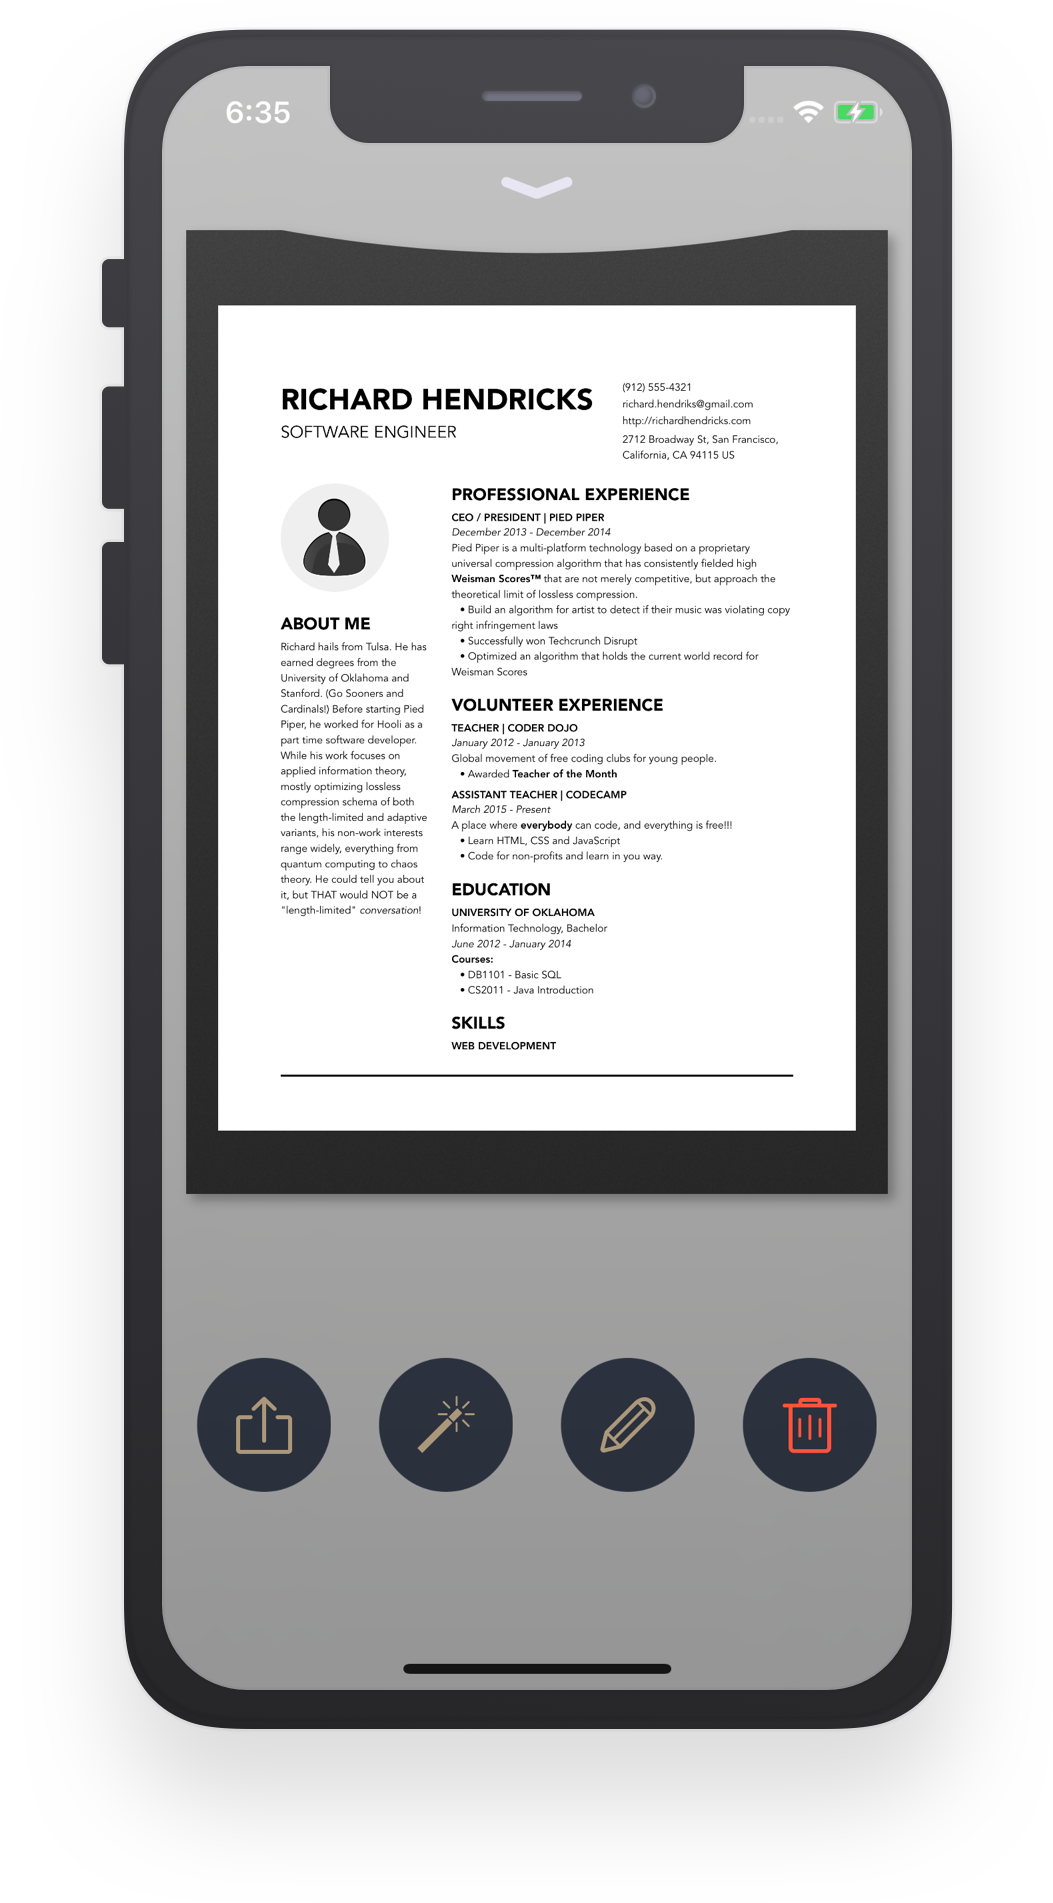 6:35
RICHARD HENDRICKS
SOFTWARE ENGINEER
(912) 555-4321
richard.hendriks@gmail.com
http://richardhendricks.com
2712 Broadway St, San Francisco,
California, CA 94115 US
ABOUT ME
Richard hails from Tulsa. He has
earned degrees from the
University of Oklahoma and
Stanford. (Go Sooners and
Cardinals!) Before starting Pied
Piper, he worked for Hooli as a
part time software developer.
While his work focuses on
applied information theory,
mostly optimizing lossless
compression schema of both
the length-limited and adaptive
variants, his non-work interests
range widely, everything from
quantum computing to chaos
theory. He could tell you about
it, but THAT would NOT be a
"length-limited" conversation!
PROFESSIONAL EXPERIENCE
CEO / PRESIDENT | PIED PIPER
December 2013 - December 2014
Pied Piper is a multi-platform technology based on a proprietary
universal compression algorithm that has consistently fielded high
Weisman Scores™ that are not merely competitive, but approach the
theoretical limit of lossless compression.
• Build an algorithm for artist to detect if their music was violating copy
right infringement laws
• Successfully won Techcrunch Disrupt
• Optimized an algorithm that holds the current world record for
Weisman Scores
VOLUNTEER EXPERIENCE
TEACHER | CODER DOJO
January 2012 - January 2013
Global movement of free coding clubs for young people.
• Awarded Teacher of the Month
ASSISTANT TEACHER | CODECAMP
March 2015 - Present
A place where everybody can code, and everything is free!!!
• Learn HTML, CSS and JavaScript
• Code for non-profits and learn in you way.
EDUCATION
UNIVERSITY OF OKLAHOMA
Information Technology, Bachelor
June 2012 - January 2014
Courses:
• DB1101 - Basic SQL
• CS2011 - Java Introduction
SKILLS
WEB DEVELOPMENT